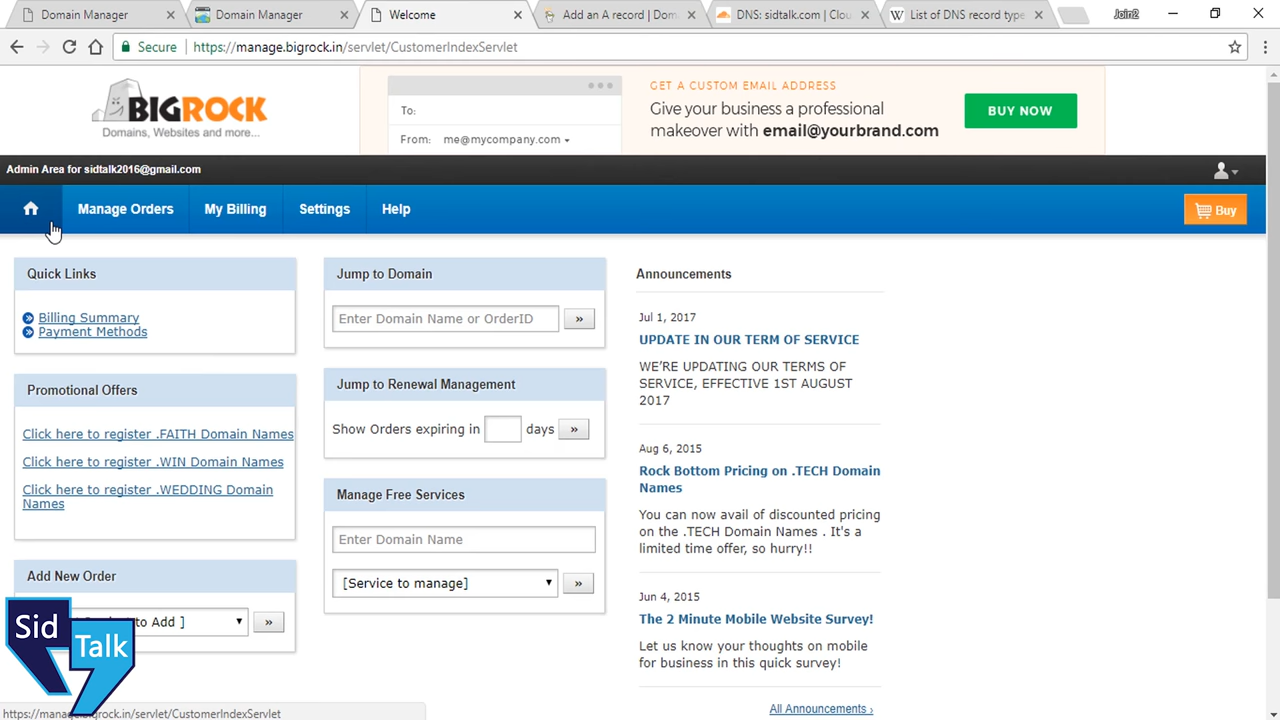 Domain Manager
Domain Manager
Welcome
Add an A record | Dom
DNS: sidtalk.com | Clou
List of DNS record type
Join2
Secure
https://manage.bigrock.in/servlet/CustomerIndexServlet
BIGROCK
Domains, Websites and more...
To:
From: me@mycompany.com
GET A CUSTOM EMAIL ADDRESS
Give your business a professional
makeover with email@yourbrand.com
BUY NOW
Admin Area for sidtalk2016@gmail.com
Manage Orders
My Billing
Settings
Help
Buy
Quick Links
Billing Summary
Payment Methods
Promotional Offers
Click here to register .FAITH Domain Names
Click here to register .WIN Domain Names
Click here to register .WEDDING Domain
Names
Add New Order
to Add ]
»
Jump to Domain
Enter Domain Name or OrderID
»
Jump to Renewal Management
Show Orders expiring in days »
Manage Free Services
Enter Domain Name
[Service to manage]
»
Announcements
Jul 1, 2017
UPDATE IN OUR TERM OF SERVICE
WE'RE UPDATING OUR TERMS OF
SERVICE, EFFECTIVE 1ST AUGUST
2017
Aug 6, 2015
Rock Bottom Pricing on .TECH Domain
Names
You can now avail of discounted pricing
on the .TECH Domain Names . It's a
limited time offer, so hurry!!
Jun 4, 2015
The 2 Minute Mobile Website Survey!
Let us know your thoughts on mobile
for business in this quick survey!
All Announcements ›
Sid
Talk
https://manage.bigrock.in/servlet/CustomerIndexServlet